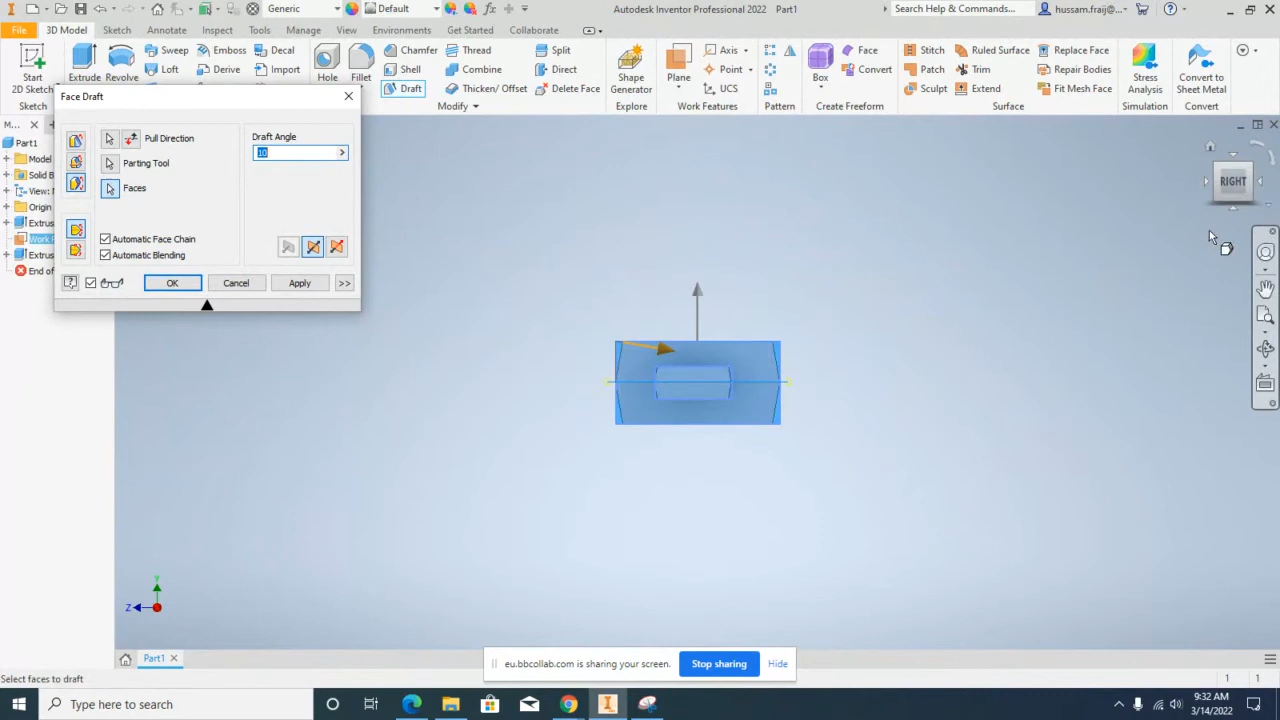 Generic
Default
Autodesk Inventor Professional 2022 Part1
Search Help & Commands...
hussam.fraij@...
File
3D Model
Sketch
Annotate
Inspect
Tools
Manage
View
Environments
Get Started
Collaborate
Start
2D Sketch
Sketch
Extrude
Revolve
Sweep
Loft
Emboss
Derive
Decal
Import
Hole
Fillet
Chamfer
Shell
Draft
Thread
Combine
Thicken/ Offset
Split
Direct
Delete Face
Modify
Shape
Generator
Explore
Plane
Axis
Point
UCS
Work Features
Pattern
Box
Face
Convert
Create Freeform
Stitch
Patch
Sculpt
Ruled Surface
Trim
Extend
Replace Face
Repair Bodies
Fit Mesh Face
Surface
Stress
Analysis
Simulation
Convert to
Sheet Metal
Convert
Face Draft
Pull Direction
Parting Tool
Faces
Draft Angle
10
Automatic Face Chain
Automatic Blending
OK
Cancel
Apply
>>
M...
Part1
Model
Solid B
View: M
Origin
Extrus
Work P
Extrus
End of
RIGHT
Y
Z
Part1
eu.bbcollab.com is sharing your screen.
Stop sharing
Hide
Select faces to draft
1
1
Type here to search
9:32 AM
3/14/2022